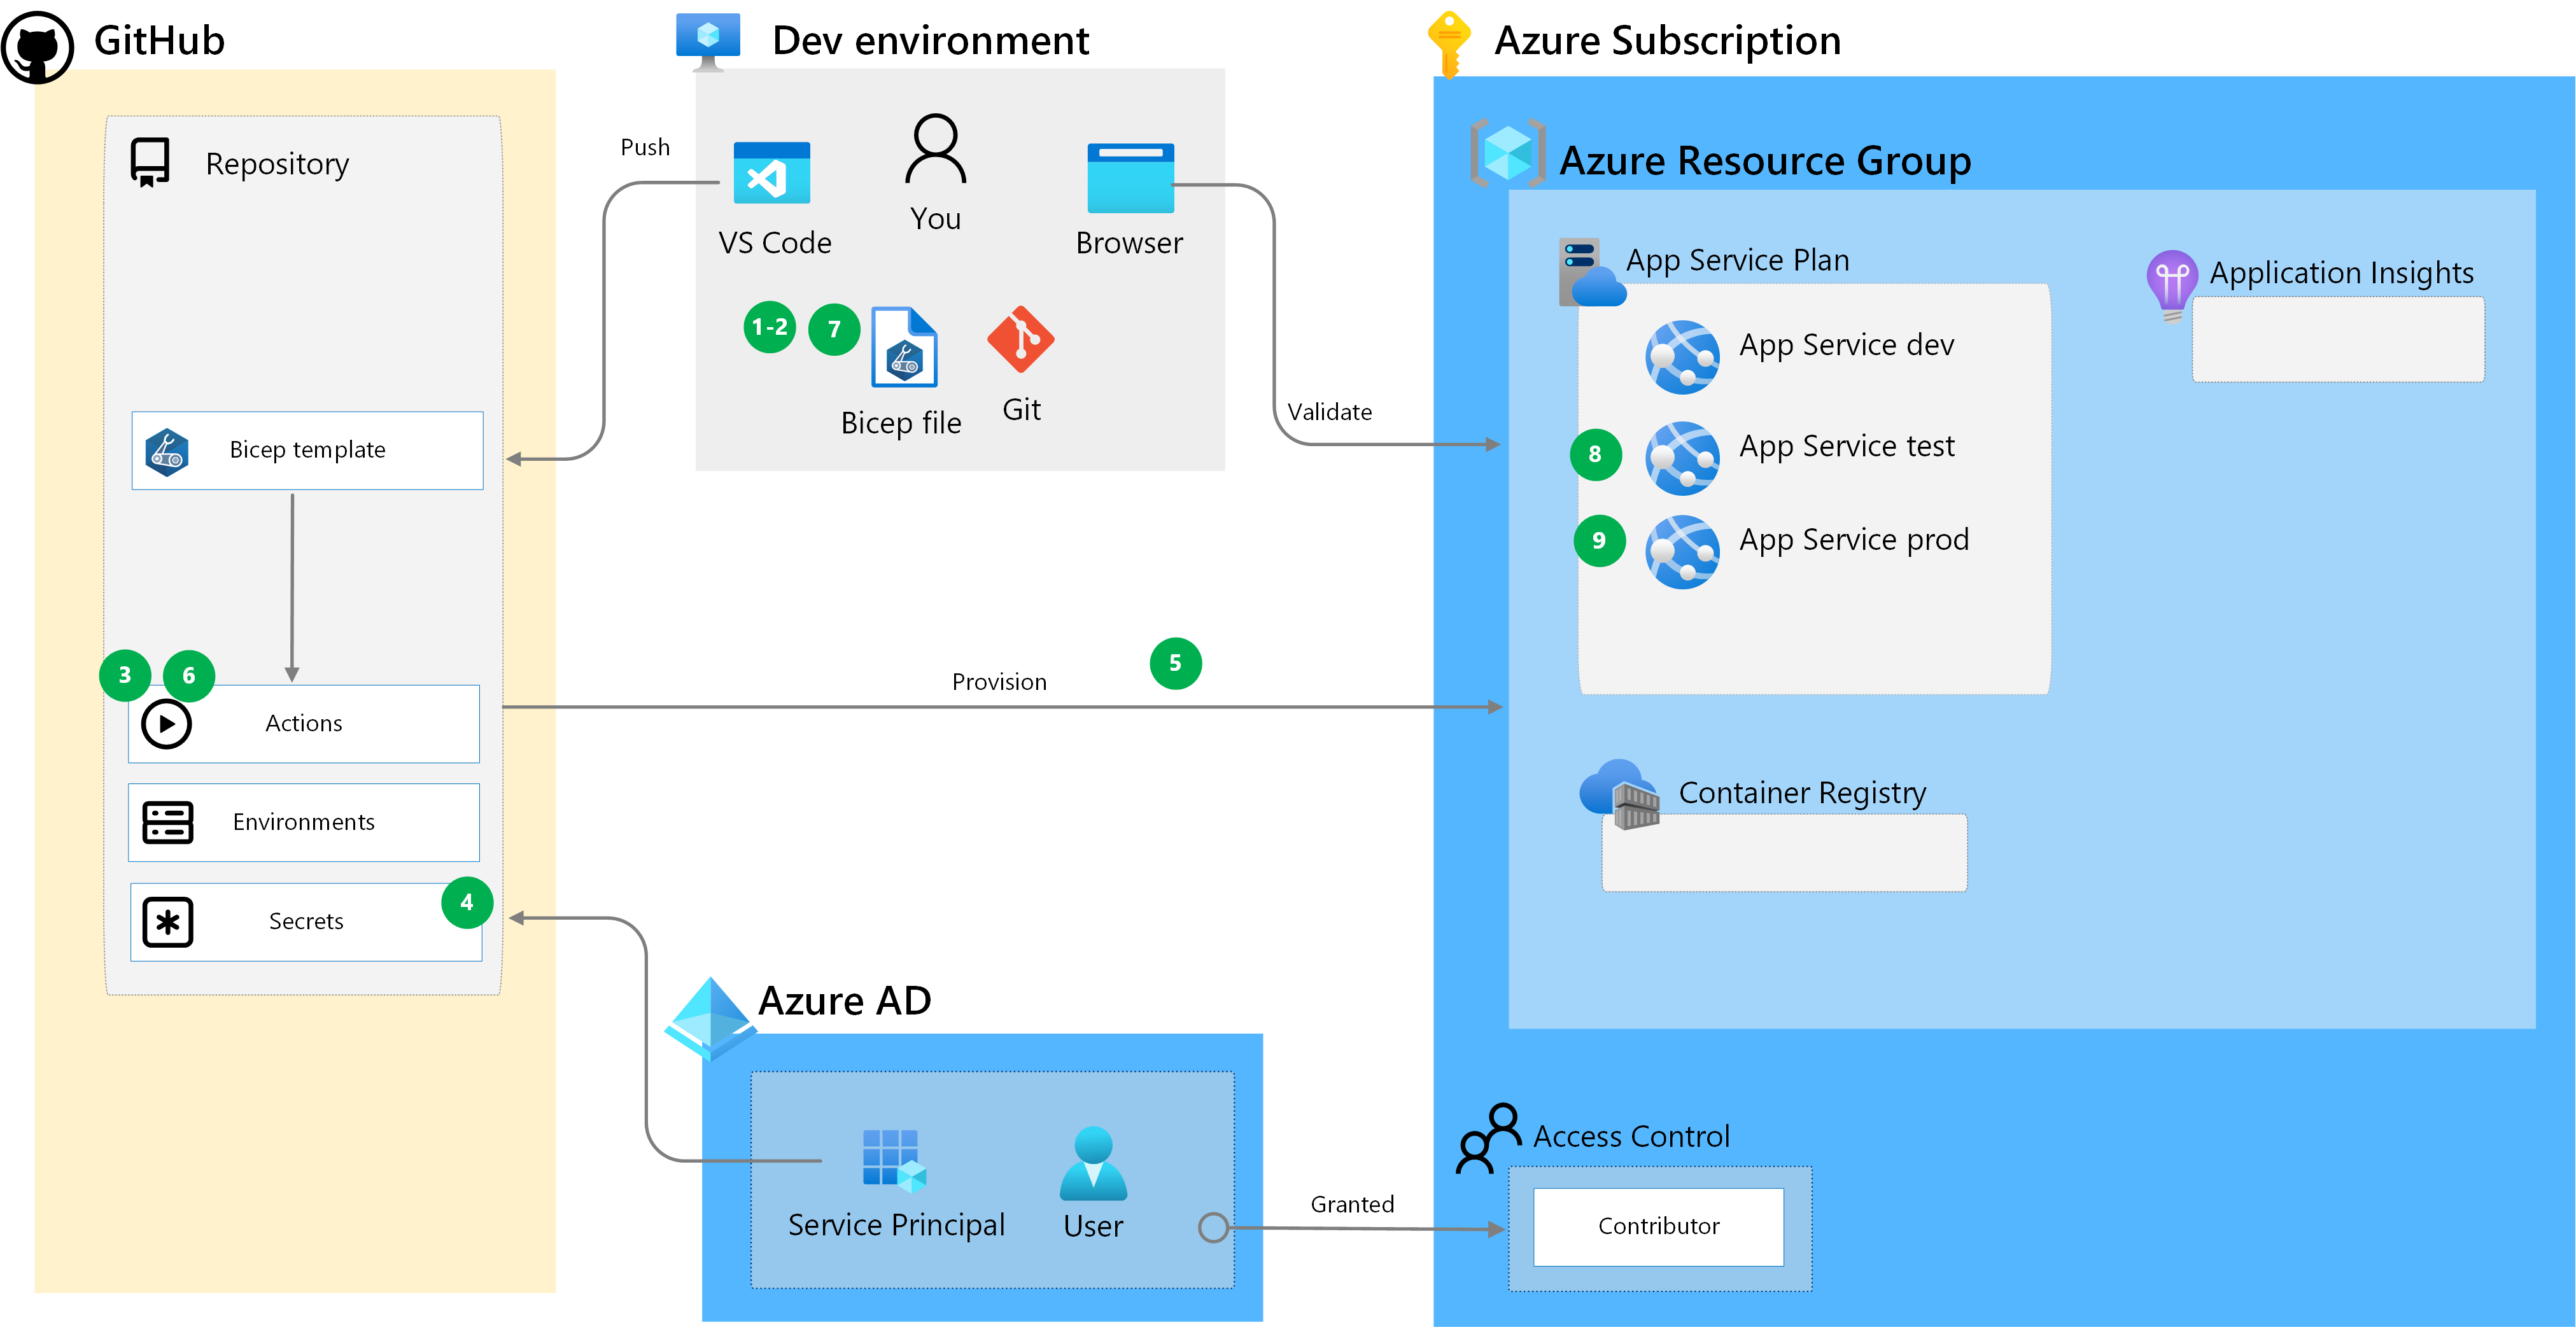 GitHub
Repository
Bicep template
3
6
Actions
Environments
Secrets
4
Push
Dev environment
VS Code
You
Browser
1-2
7
Bicep file
Git
Validate
Provision
5
Azure AD
Service Principal
User
Granted
Azure Subscription
Azure Resource Group
App Service Plan
App Service dev
8
App Service test
9
App Service prod
Application Insights
Container Registry
Access Control
Contributor